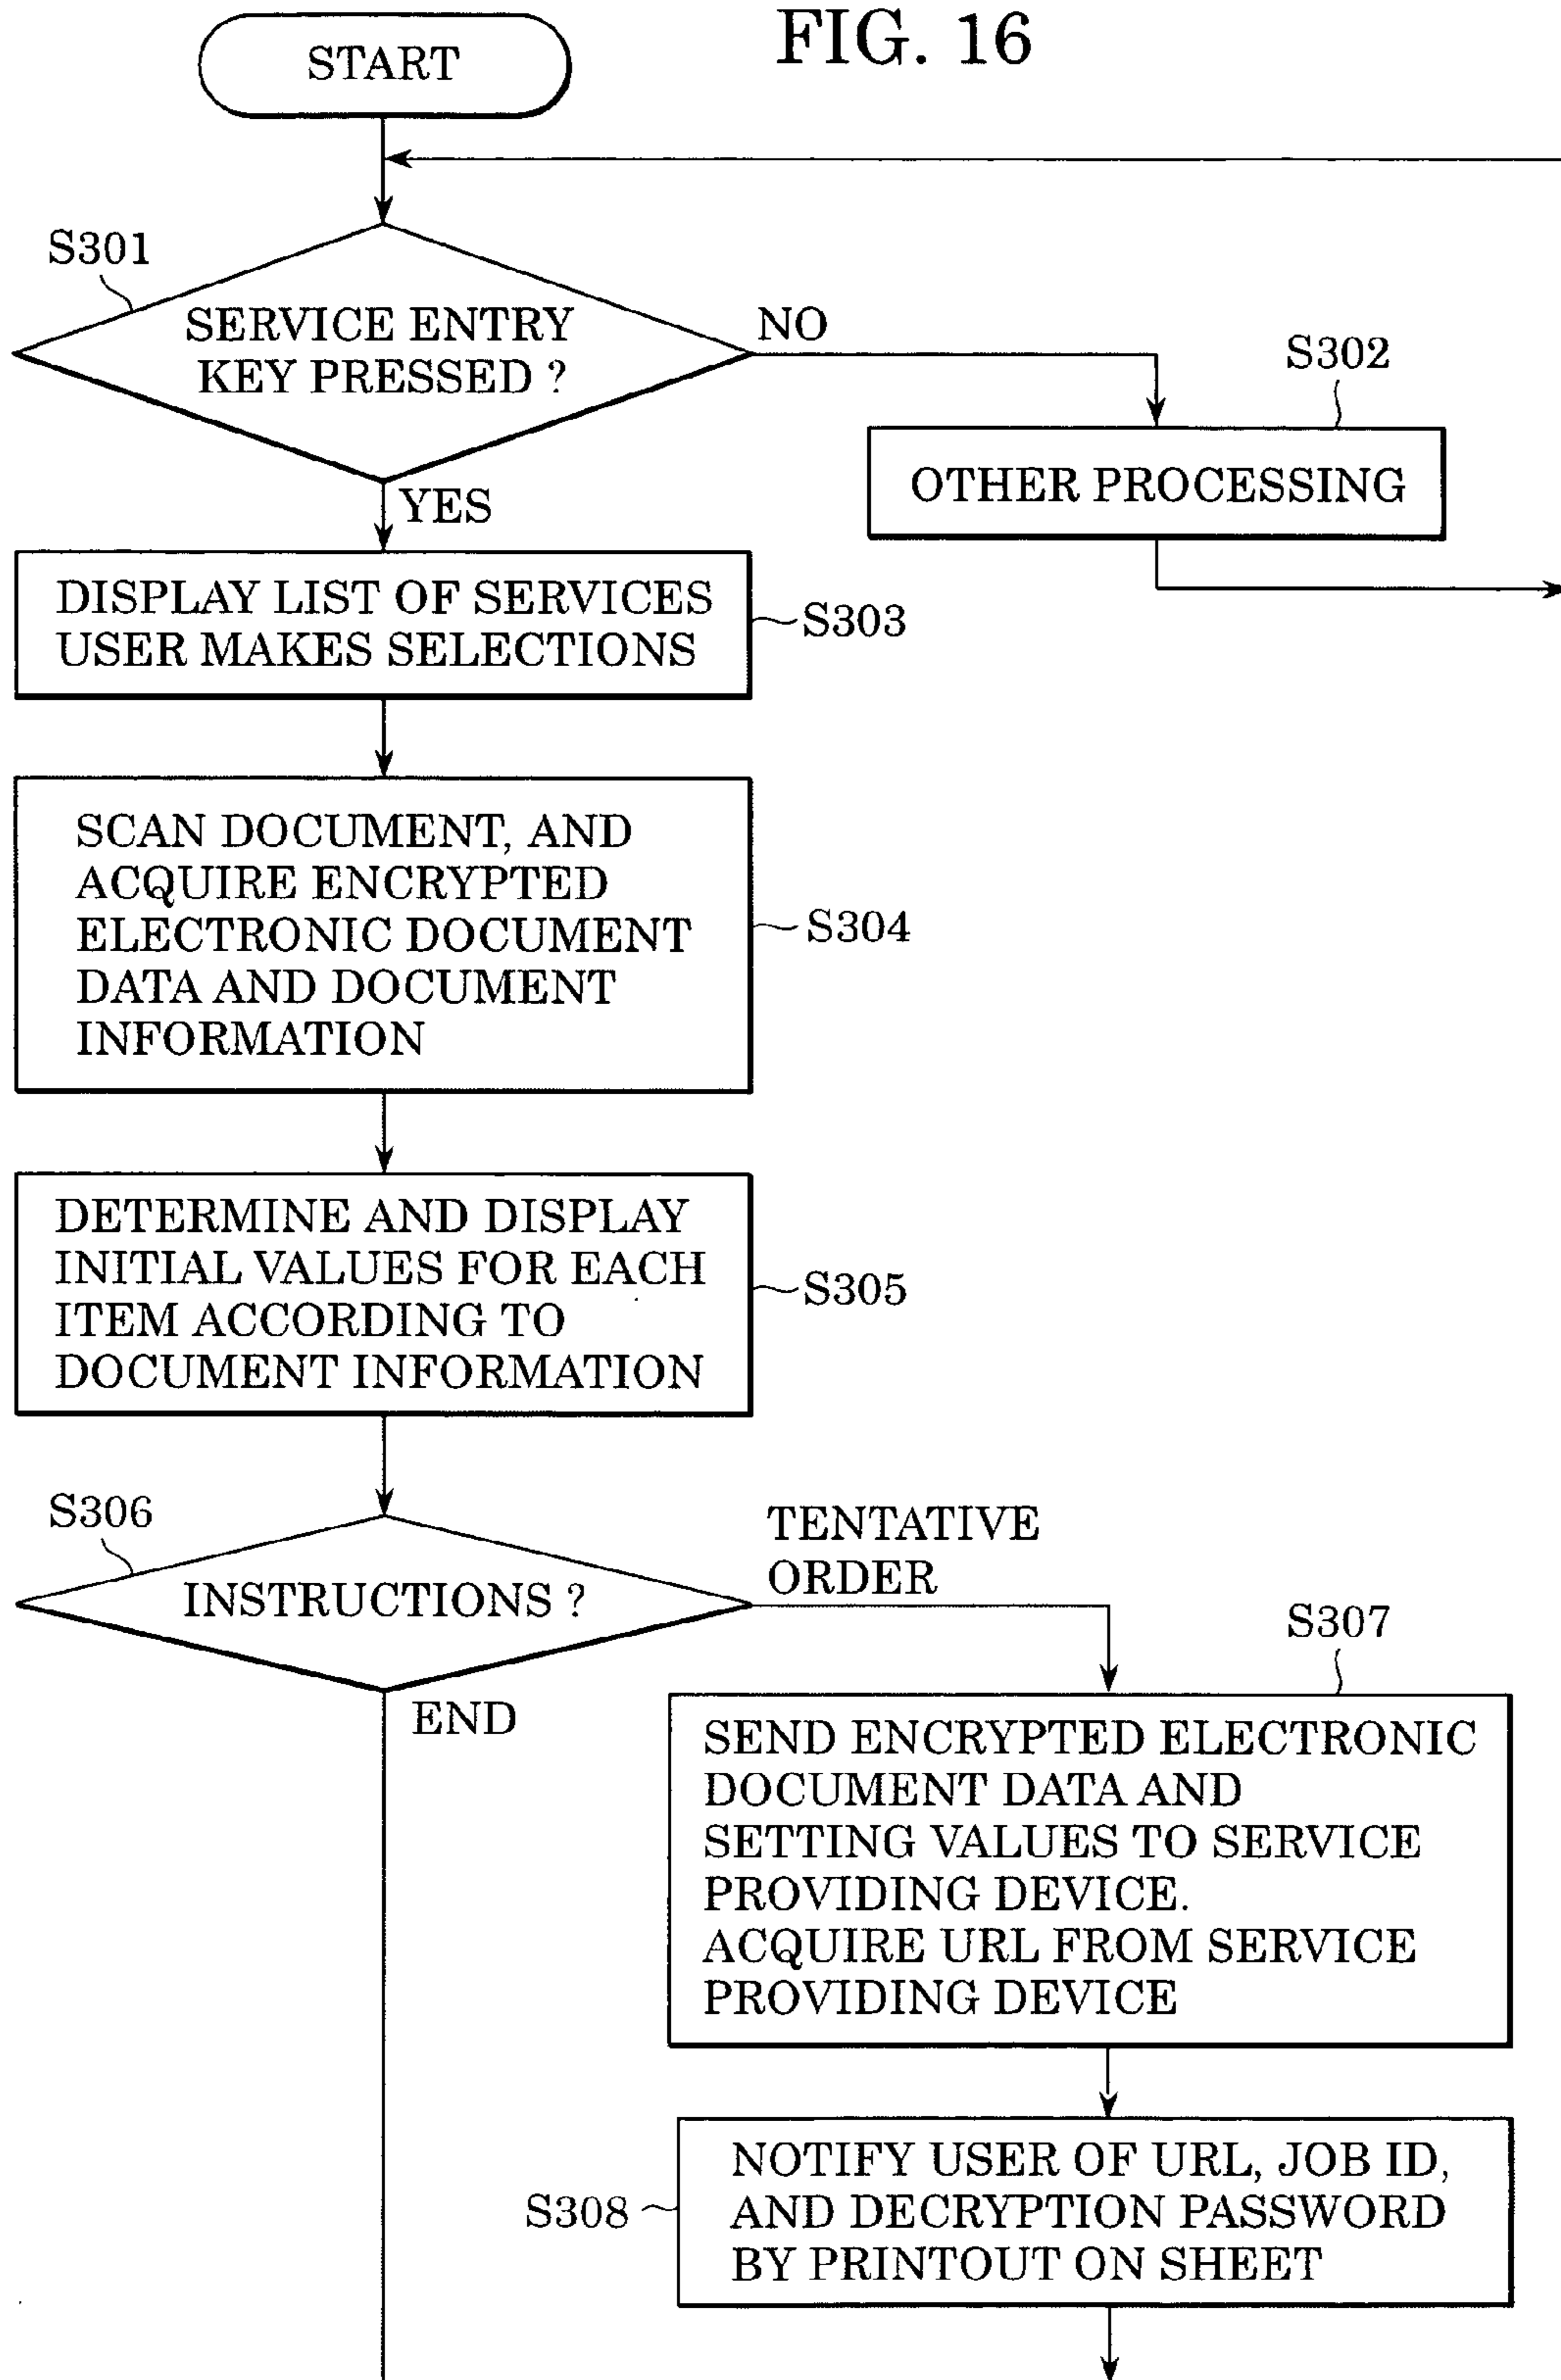 FIG. 16
START
S301
SERVICE ENTRY
KEY PRESSED ?
NO
S302
OTHER PROCESSING
YES
DISPLAY LIST OF SERVICES
USER MAKES SELECTIONS
S303
SCAN DOCUMENT, AND
ACQUIRE ENCRYPTED
ELECTRONIC DOCUMENT
DATA AND DOCUMENT
INFORMATION
S304
DETERMINE AND DISPLAY
INITIAL VALUES FOR EACH
ITEM ACCORDING TO
DOCUMENT INFORMATION
S305
S306
INSTRUCTIONS ?
TENTATIVE
ORDER
END
S307
SEND ENCRYPTED ELECTRONIC
DOCUMENT DATA AND
SETTING VALUES TO SERVICE
PROVIDING DEVICE.
ACQUIRE URL FROM SERVICE
PROVIDING DEVICE
S308
NOTIFY USER OF URL, JOB ID,
AND DECRYPTION PASSWORD
BY PRINTOUT ON SHEET